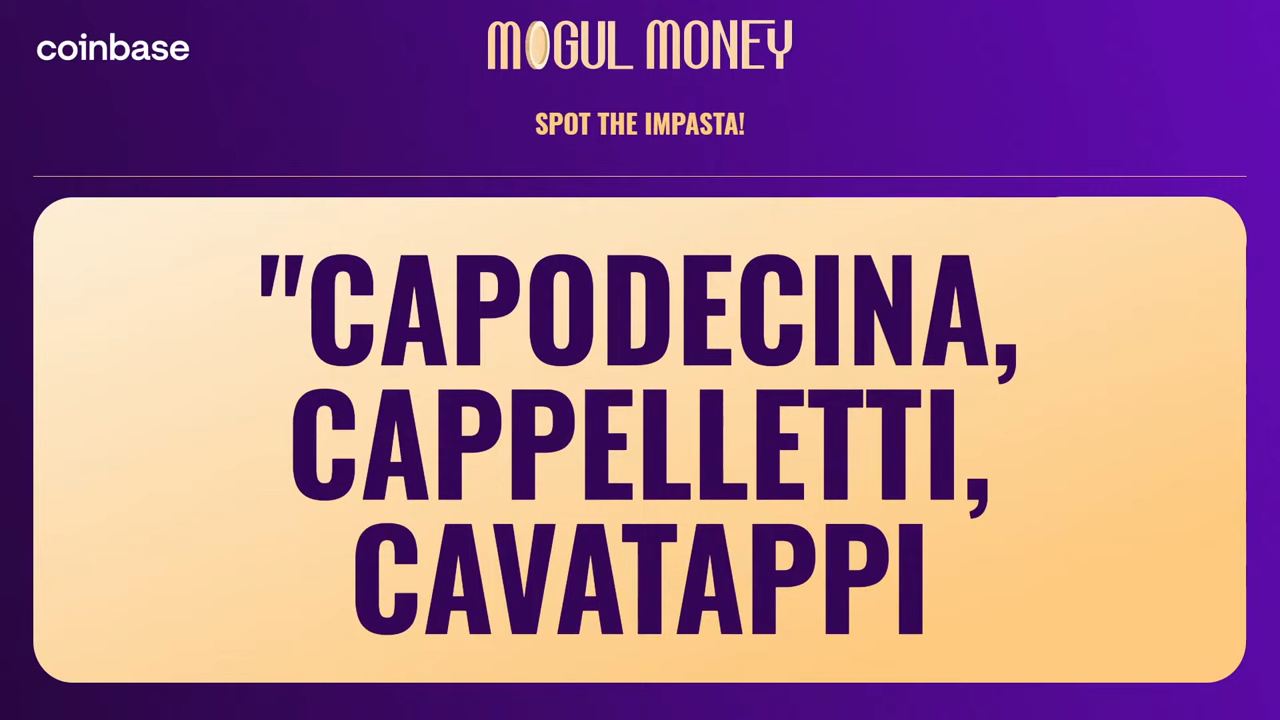 coinbase
MOGUL MONEY
SPOT THE IMPASTA!
"CAPODECINA,
CAPPELLETTI,
CAVATAPPI